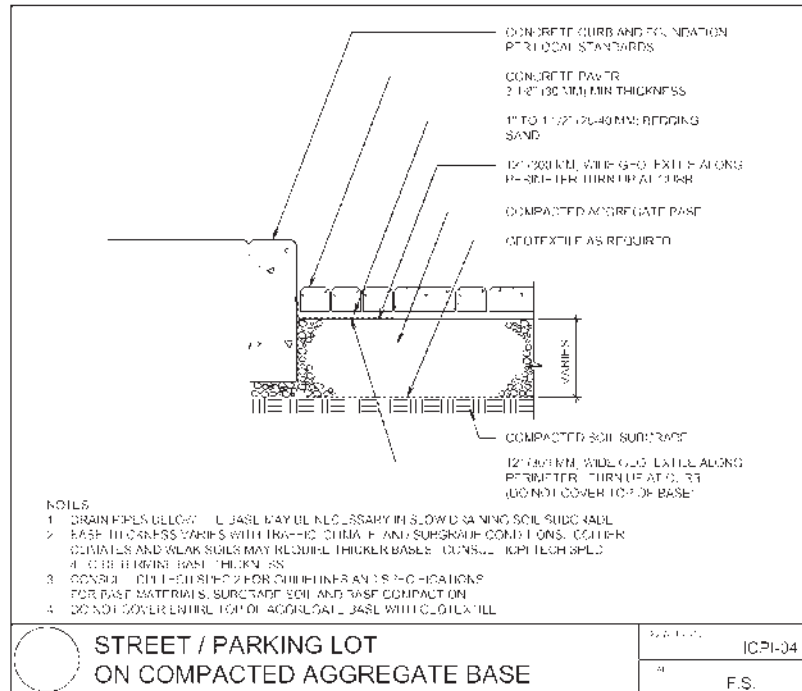 CONCRETE CURB AND FOUNDATION
PER LOCAL STANDARDS
CONCRETE PAVER
MIN THICKNESS
1" TO 1 1/2" (25-40 MM) BEDDING
SAND
12" (300 MM) WIDE GEOTEXTILE ALONG
PERIMETER TURN UP AT CURB
COMPACTED AGGREGATE BASE
GEOTEXTILE AS REQUIRED
VARIES
COMPACTED SOIL SUBGRADE
12" (300 MM) WIDE GEOTEXTILE ALONG
PERIMETER. TURN UP AT CURB
(DO NOT COVER TOP OF BASE)
NOTES
1 DRAIN PIPES BELOW THE BASE MAY BE NECESSARY IN SLOW DRAINING SOIL SUBGRADE
2 BASE THICKNESS VARIES WITH TRAFFIC, CLIMATE AND SUBGRADE CONDITIONS. COLDER
CLIMATES AND WEAK SOILS MAY REQUIRE THICKER BASES. CONSULT ICPI TECH SPEC
4 TO DETERMINE BASE THICKNESS
3 CONSULT ICPI TECH SPEC 2 FOR GUIDELINES AND SPECIFICATIONS
FOR BASE MATERIALS, SUBGRADE SOIL AND BASE COMPACTION
4 DO NOT COVER ENTIRE TOP OF AGGREGATE BASE WITH GEOTEXTILE
STREET / PARKING LOT
ON COMPACTED AGGREGATE BASE
ICPI-04
F.S.